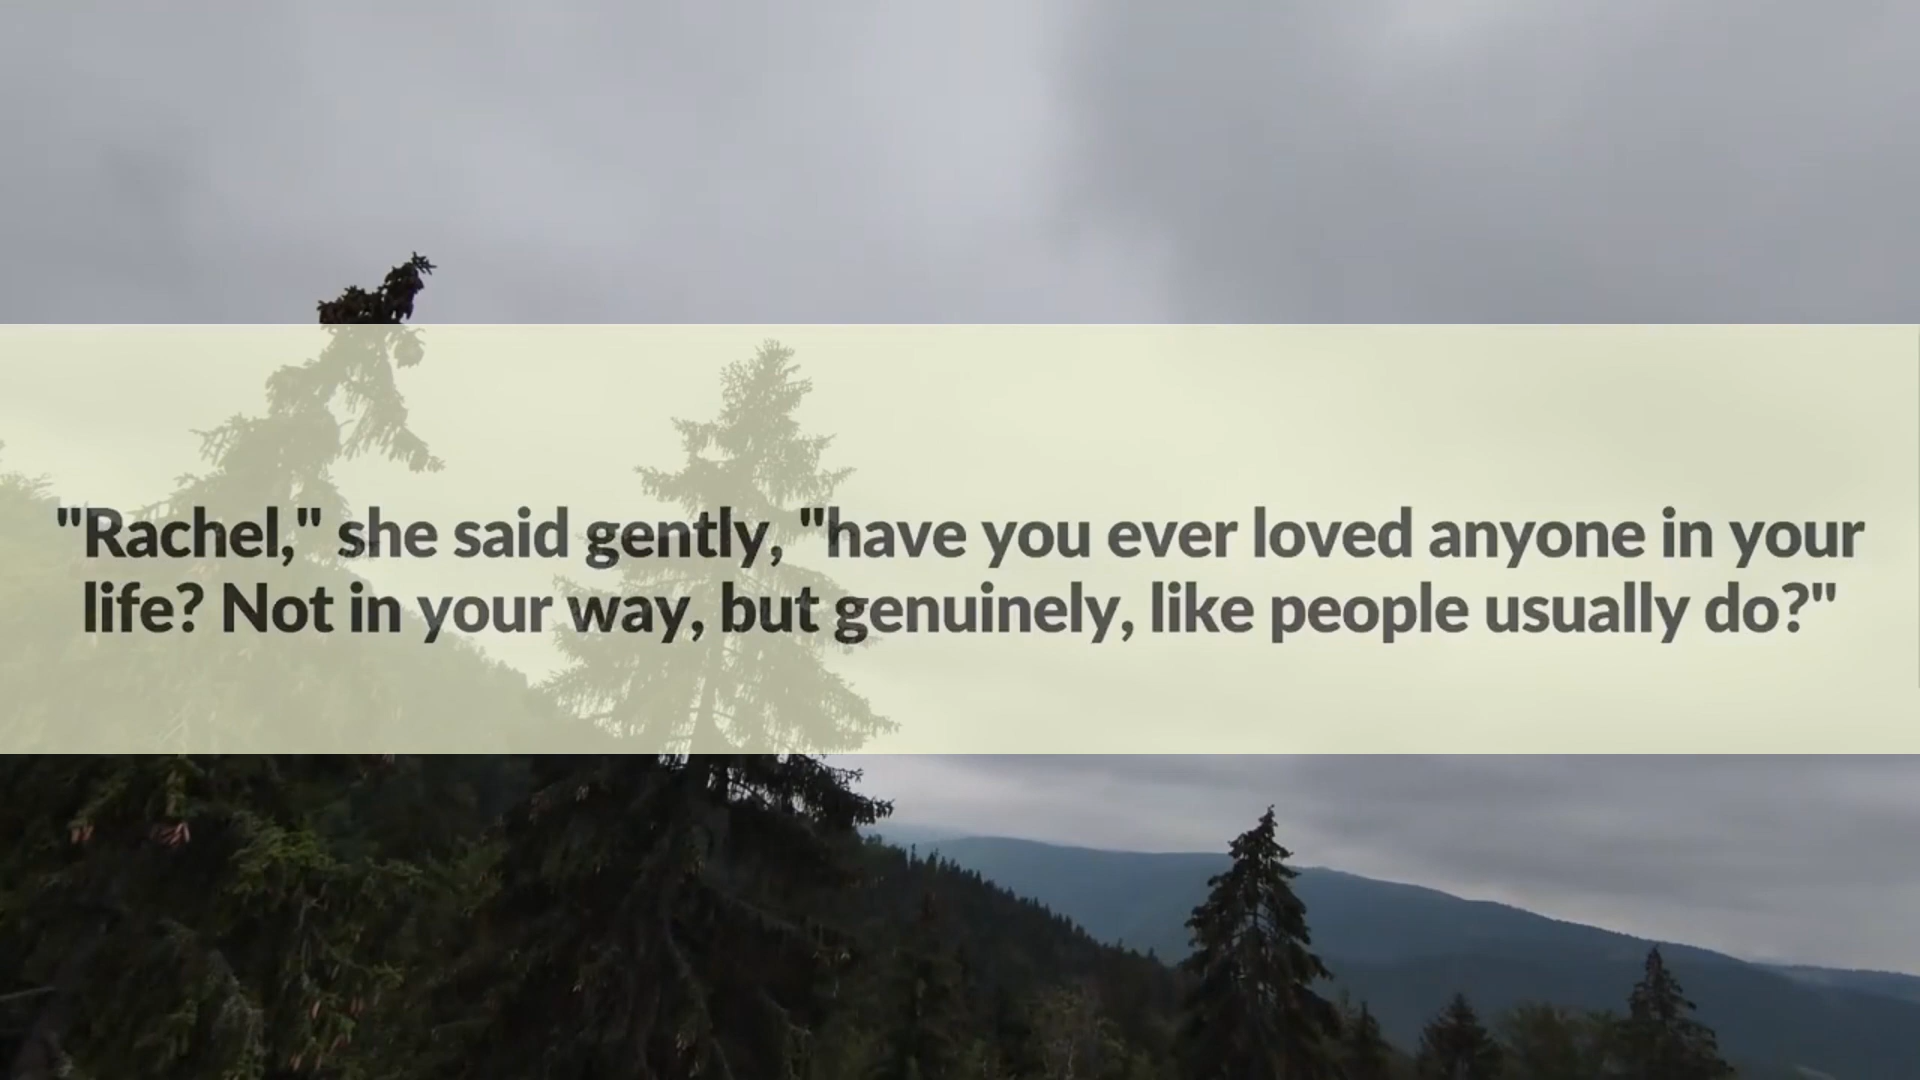 "Rachel," she said gently, "have you ever loved anyone in your
life? Not in your way, but genuinely, like people usually do?"